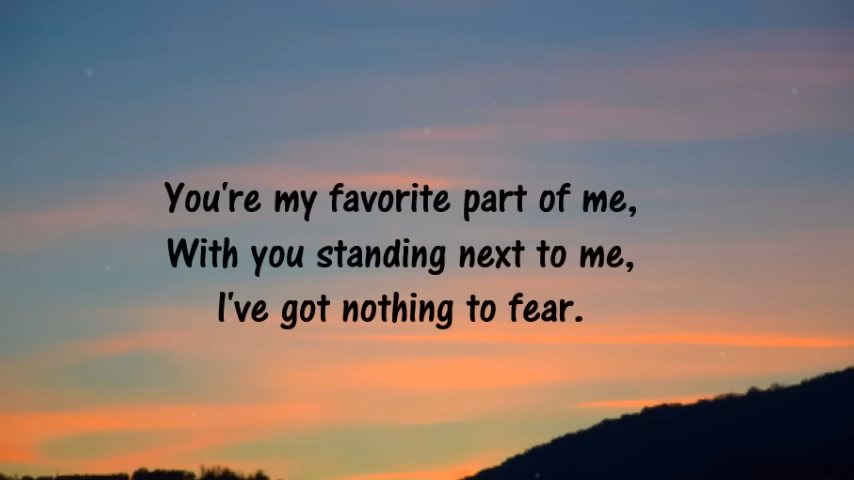 You're my favorite part of me,
With you standing next to me,
I've got nothing to fear.